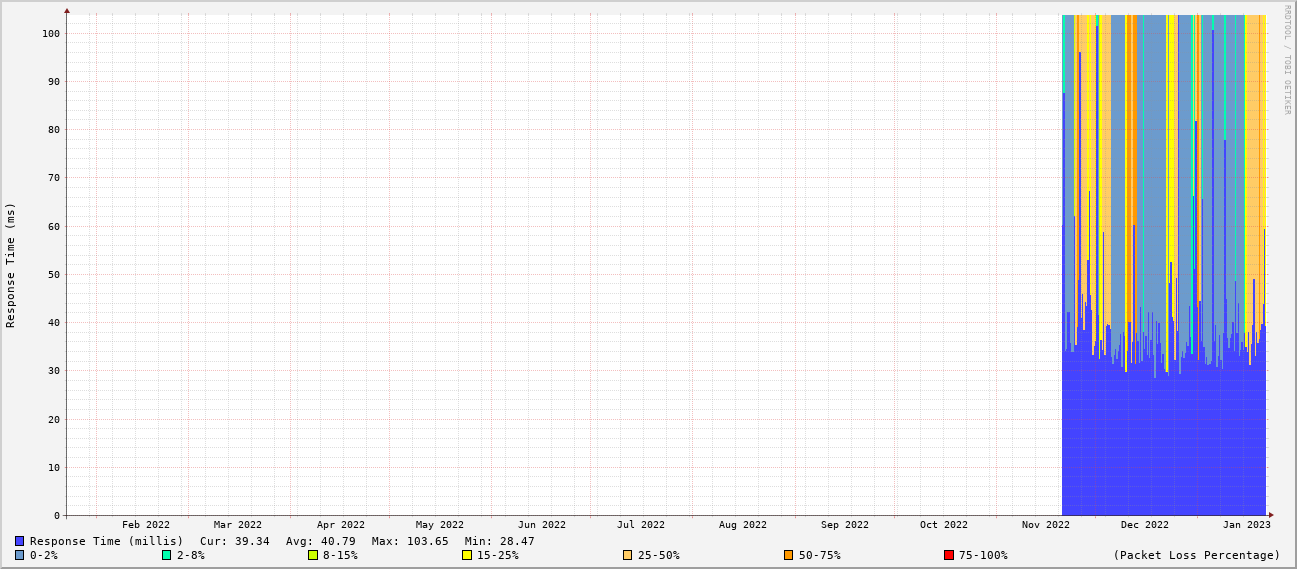 RRDTOOL / TOBI OETIKER
Response Time (ms)
100
90
80
70
60
50
40
30
20
10
0
Feb 2022 Mar 2022 Apr 2022 May 2022 Jun 2022 Jul 2022 Aug 2022 Sep 2022 Oct 2022 Nov 2022 Dec 2022 Jan 2023
Response Time (millis) Cur: 39.34 Avg: 40.79 Max: 103.65 Min: 28.47
0-2% 2-8% 8-15% 15-25% 25-50% 50-75% 75-100% (Packet Loss Percentage)